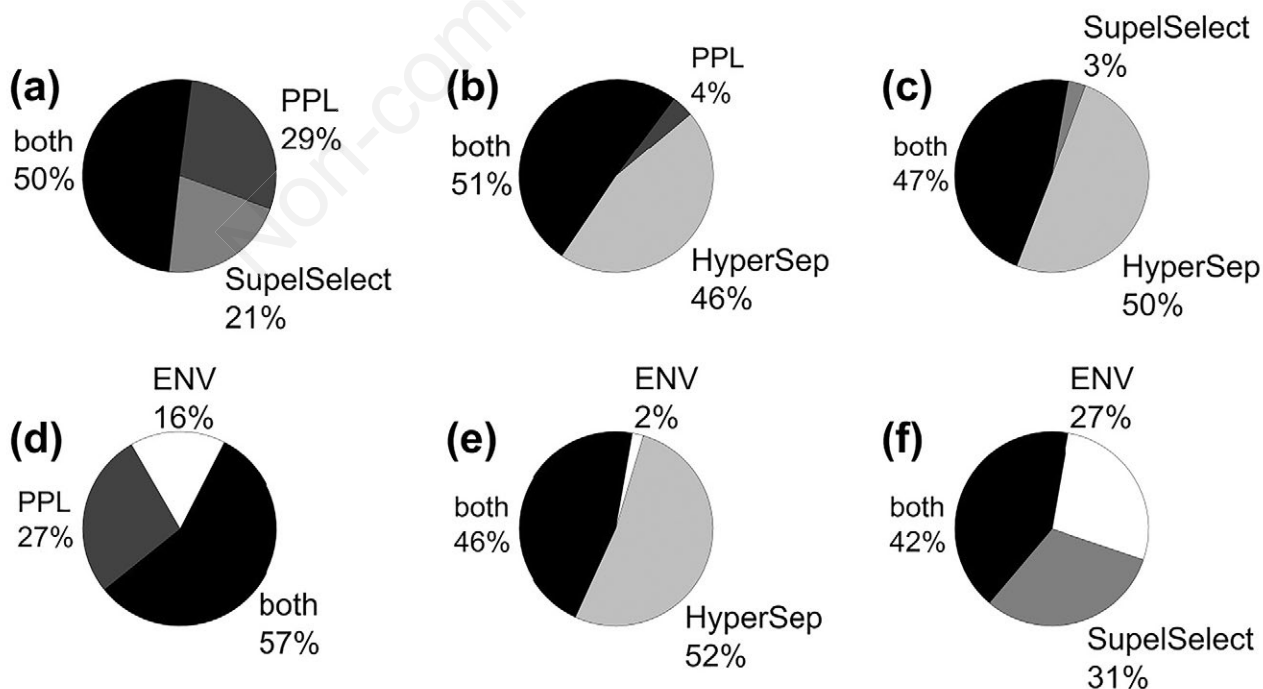 (a)
PPL
29%
both
50%
SupelSelect
21%
(b)
PPL
4%
both
51%
HyperSep
46%
(c)
SupelSelect
3%
both
47%
HyperSep
50%
(d)
ENV
16%
PPL
27%
both
57%
(e)
ENV
2%
both
46%
HyperSep
52%
(f)
ENV
27%
both
42%
SupelSelect
31%